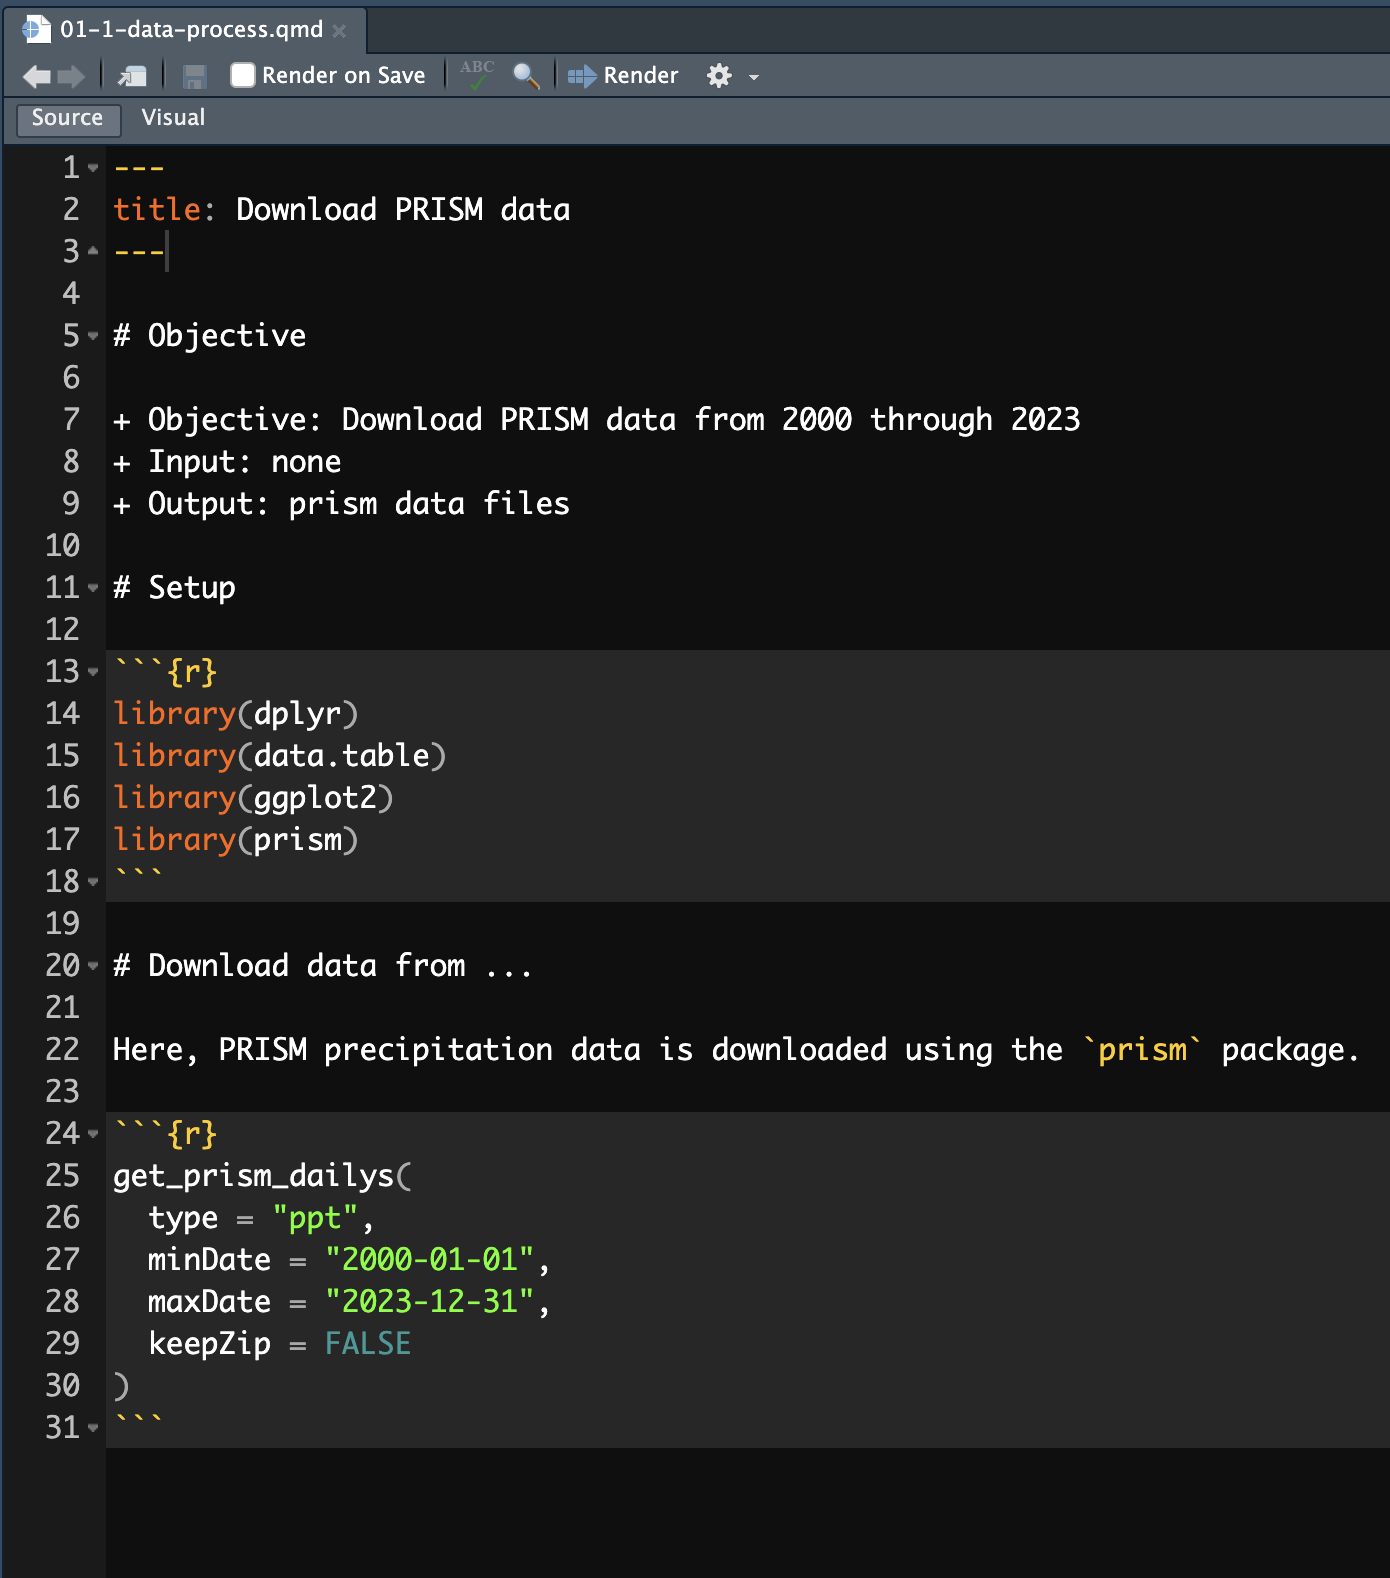 01-1-data-process.qmd
Render on Save ABC Render
Source Visual
1 ---
2 title: Download PRISM data
3 ---
4
5 # Objective
6
7 + Objective: Download PRISM data from 2000 through 2023
8 + Input: none
9 + Output: prism data files
10
11 # Setup
12
13 ```{r}
14 library(dplyr)
15 library(data.table)
16 library(ggplot2)
17 library(prism)
18 ```
19
20 # Download data from ...
21
22 Here, PRISM precipitation data is downloaded using the `prism` package.
23
24 ```{r}
25 get_prism_dailys(
26   type = "ppt",
27   minDate = "2000-01-01",
28   maxDate = "2023-12-31",
29   keepZip = FALSE
30 )
31 ```